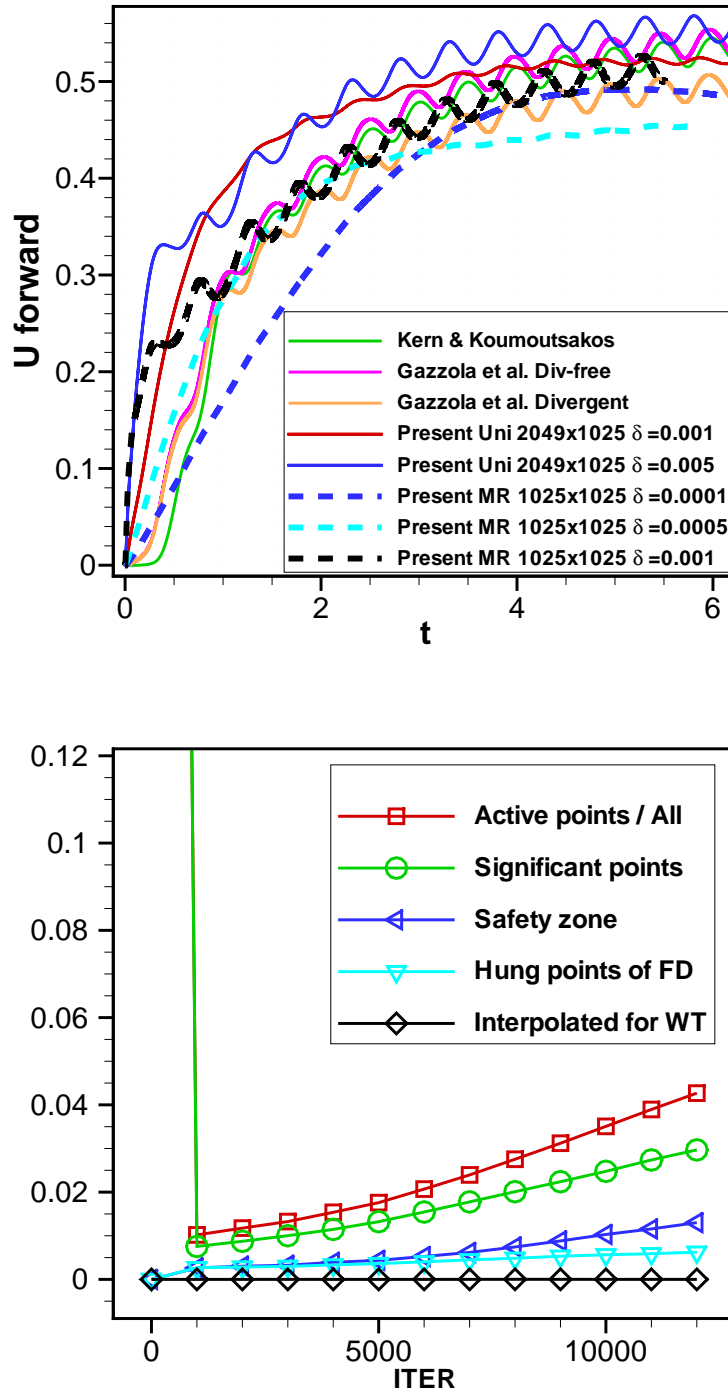 U forward
0.5
0.4
0.3
0.2
0.1
0
Kern & Koumoutsakos
Gazzola et al. Div-free
Gazzola et al. Divergent
Present Uni 2049x1025 δ =0.001
Present Uni 2049x1025 δ =0.005
Present MR 1025x1025 δ =0.0001
Present MR 1025x1025 δ =0.0005
Present MR 1025x1025 δ =0.001
0 2 4 6
t
0.12
0.1
0.08
0.06
0.04
0.02
0
Active points / All
Significant points
Safety zone
Hung points of FD
Interpolated for WT
0 5000 10000
ITER